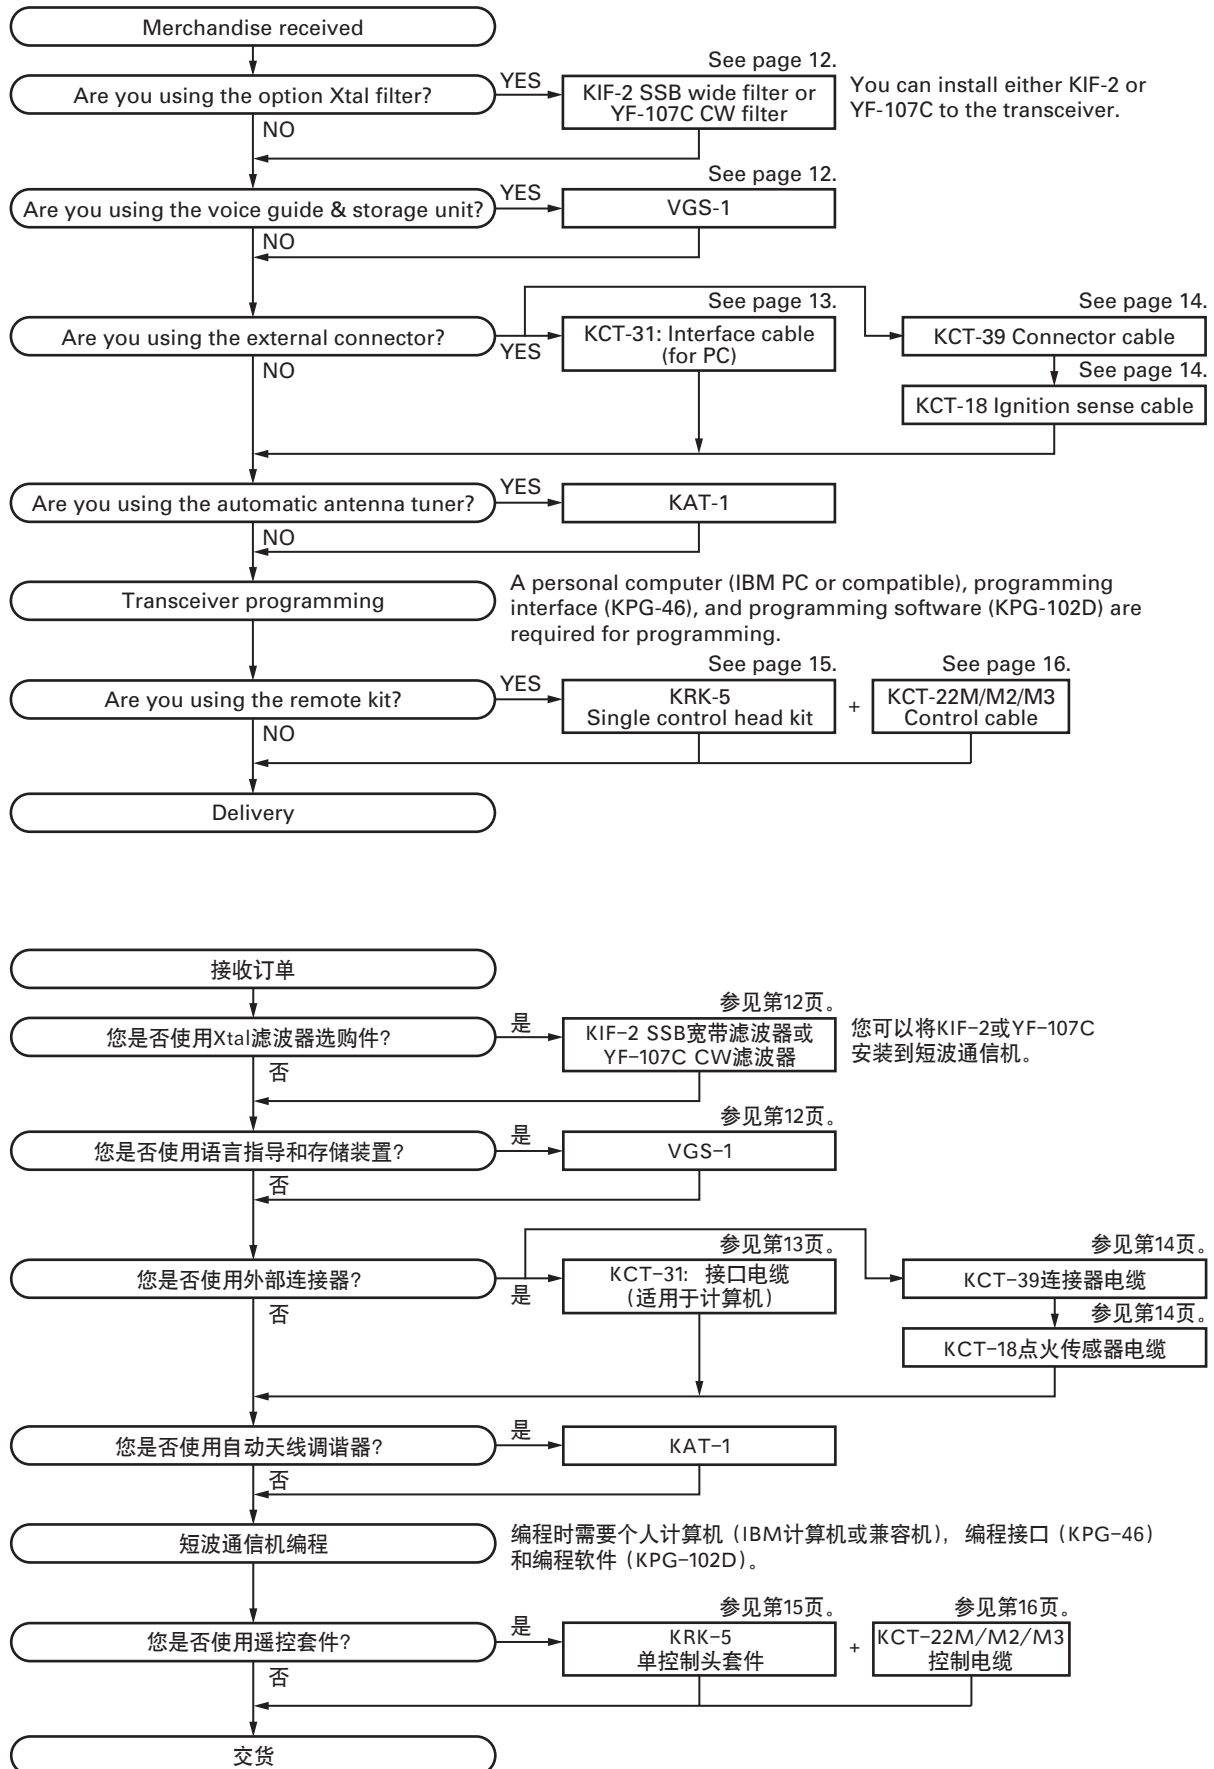 Merchandise received
See page 12.
Are you using the option Xtal filter?
YES
KIF-2 SSB wide filter or
YF-107C CW filter
You can install either KIF-2 or
YF-107C to the transceiver.
NO
See page 12.
Are you using the voice guide & storage unit?
YES
VGS-1
NO
See page 13.
See page 14.
Are you using the external connector?
YES
KCT-31: Interface cable
(for PC)
KCT-39 Connector cable
NO
See page 14.
KCT-18 Ignition sense cable
Are you using the automatic antenna tuner?
YES
KAT-1
NO
Transceiver programming
A personal computer (IBM PC or compatible), programming
interface (KPG-46), and programming software (KPG-102D) are
required for programming.
See page 15.
See page 16.
Are you using the remote kit?
YES
KRK-5
Single control head kit
+
KCT-22M/M2/M3
Control cable
NO
Delivery
接收订单
参见第12页。
您是否使用Xtal滤波器选购件?
是
KIF-2 SSB宽带滤波器或
YF-107C CW滤波器
您可以将KIF-2或YF-107C
安装到短波通信机。
否
参见第12页。
您是否使用语言指导和存储装置?
是
VGS-1
否
参见第13页。
参见第14页。
您是否使用外部连接器?
是
KCT-31: 接口电缆
(适用于计算机)
KCT-39连接器电缆
否
参见第14页。
KCT-18点火传感器电缆
您是否使用自动天线调谐器?
是
KAT-1
否
短波通信机编程
编程时需要个人计算机 (IBM计算机或兼容机), 编程接口 (KPG-46)
和编程软件 (KPG-102D)。
参见第15页。
参见第16页。
您是否使用遥控套件?
是
KRK-5
单控制头套件
+
KCT-22M/M2/M3
控制电缆
否
交货